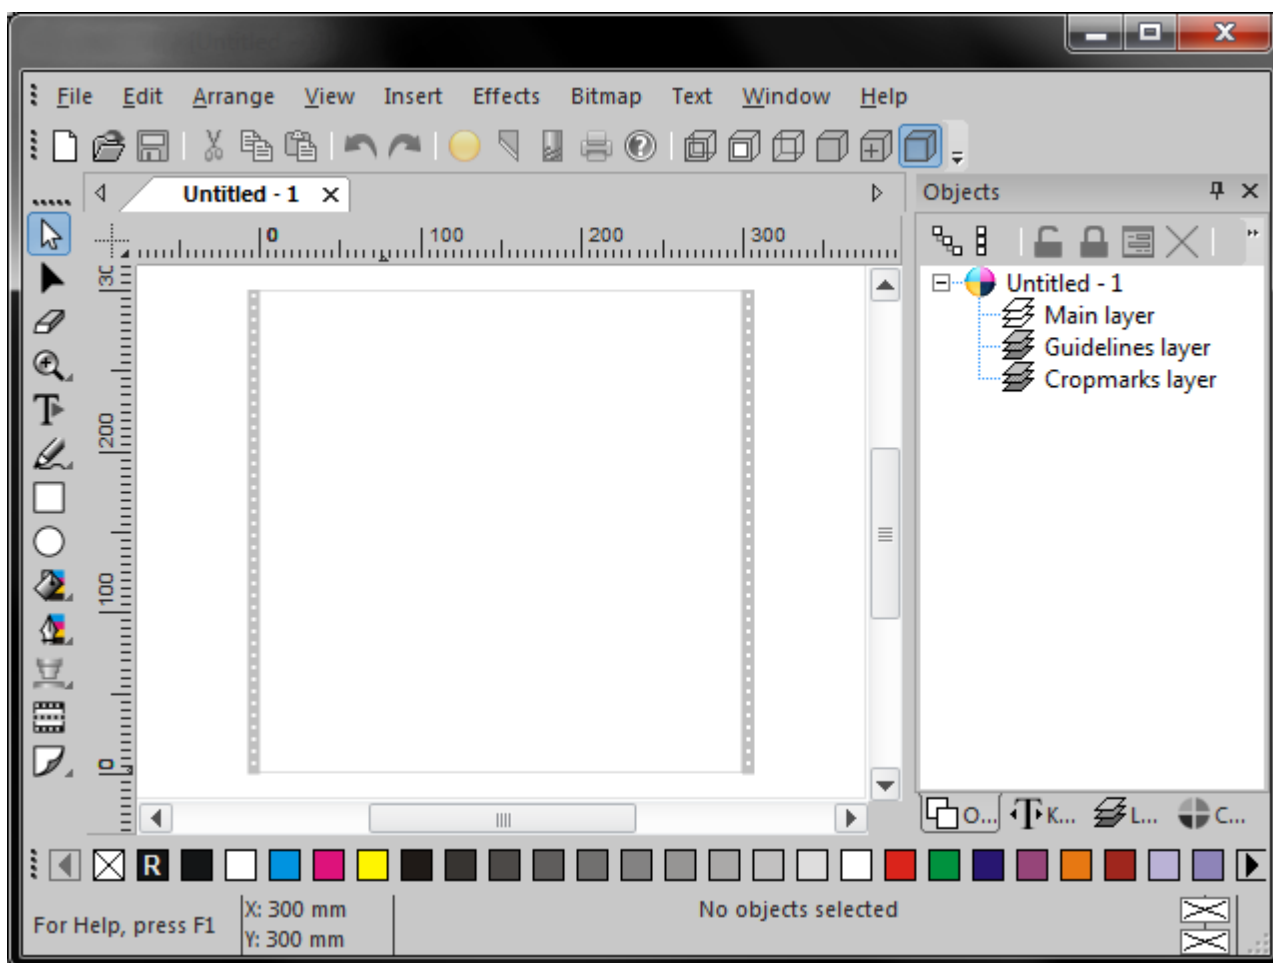 File Edit Arrange View Insert Effects Bitmap Text Window Help
Untitled - 1
Objects
0 100 200 300
30
200
100
0
Untitled - 1
Main layer
Guidelines layer
Cropmarks layer
O... K... L... C...
R
For Help, press F1
X: 300 mm
Y: 300 mm
No objects selected